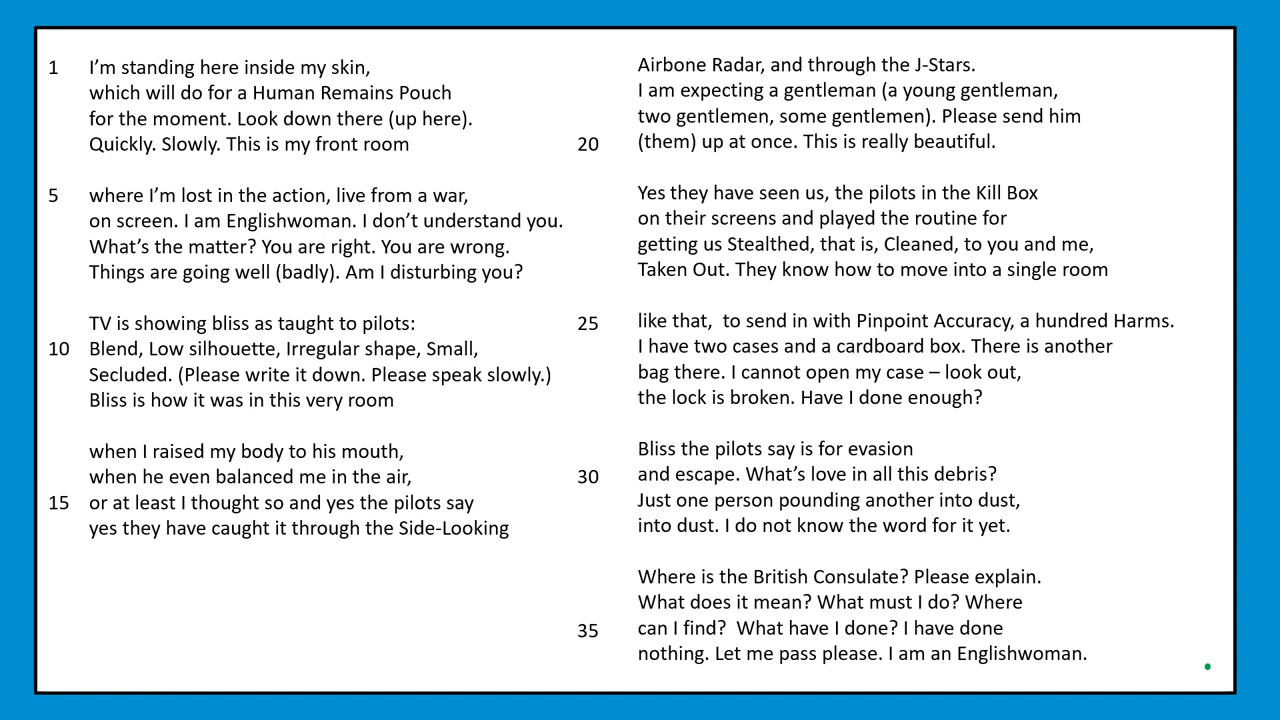 1 I'm standing here inside my skin,
which will do for a Human Remains Pouch
for the moment. Look down there (up here).
Quickly. Slowly. This is my front room
5 where I'm lost in the action, live from a war,
on screen. I am Englishwoman. I don't understand you.
What's the matter? You are right. You are wrong.
Things are going well (badly). Am I disturbing you?
TV is showing bliss as taught to pilots:
10 Blend, Low silhouette, Irregular shape, Small,
Secluded. (Please write it down. Please speak slowly.)
Bliss is how it was in this very room
when I raised my body to his mouth,
when he even balanced me in the air,
15 or at least I thought so and yes the pilots say
yes they have caught it through the Side-Looking
Airbone Radar, and through the J-Stars.
I am expecting a gentleman (a young gentleman,
two gentlemen, some gentlemen). Please send him
20 (them) up at once. This is really beautiful.
Yes they have seen us, the pilots in the Kill Box
on their screens and played the routine for
getting us Stealthed, that is, Cleaned, to you and me,
Taken Out. They know how to move into a single room
25 like that,  to send in with Pinpoint Accuracy, a hundred Harms.
I have two cases and a cardboard box. There is another
bag there. I cannot open my case – look out,
the lock is broken. Have I done enough?
Bliss the pilots say is for evasion
30 and escape. What's love in all this debris?
Just one person pounding another into dust,
into dust. I do not know the word for it yet.
Where is the British Consulate? Please explain.
What does it mean? What must I do? Where
35 can I find?  What have I done? I have done
nothing. Let me pass please. I am an Englishwoman.